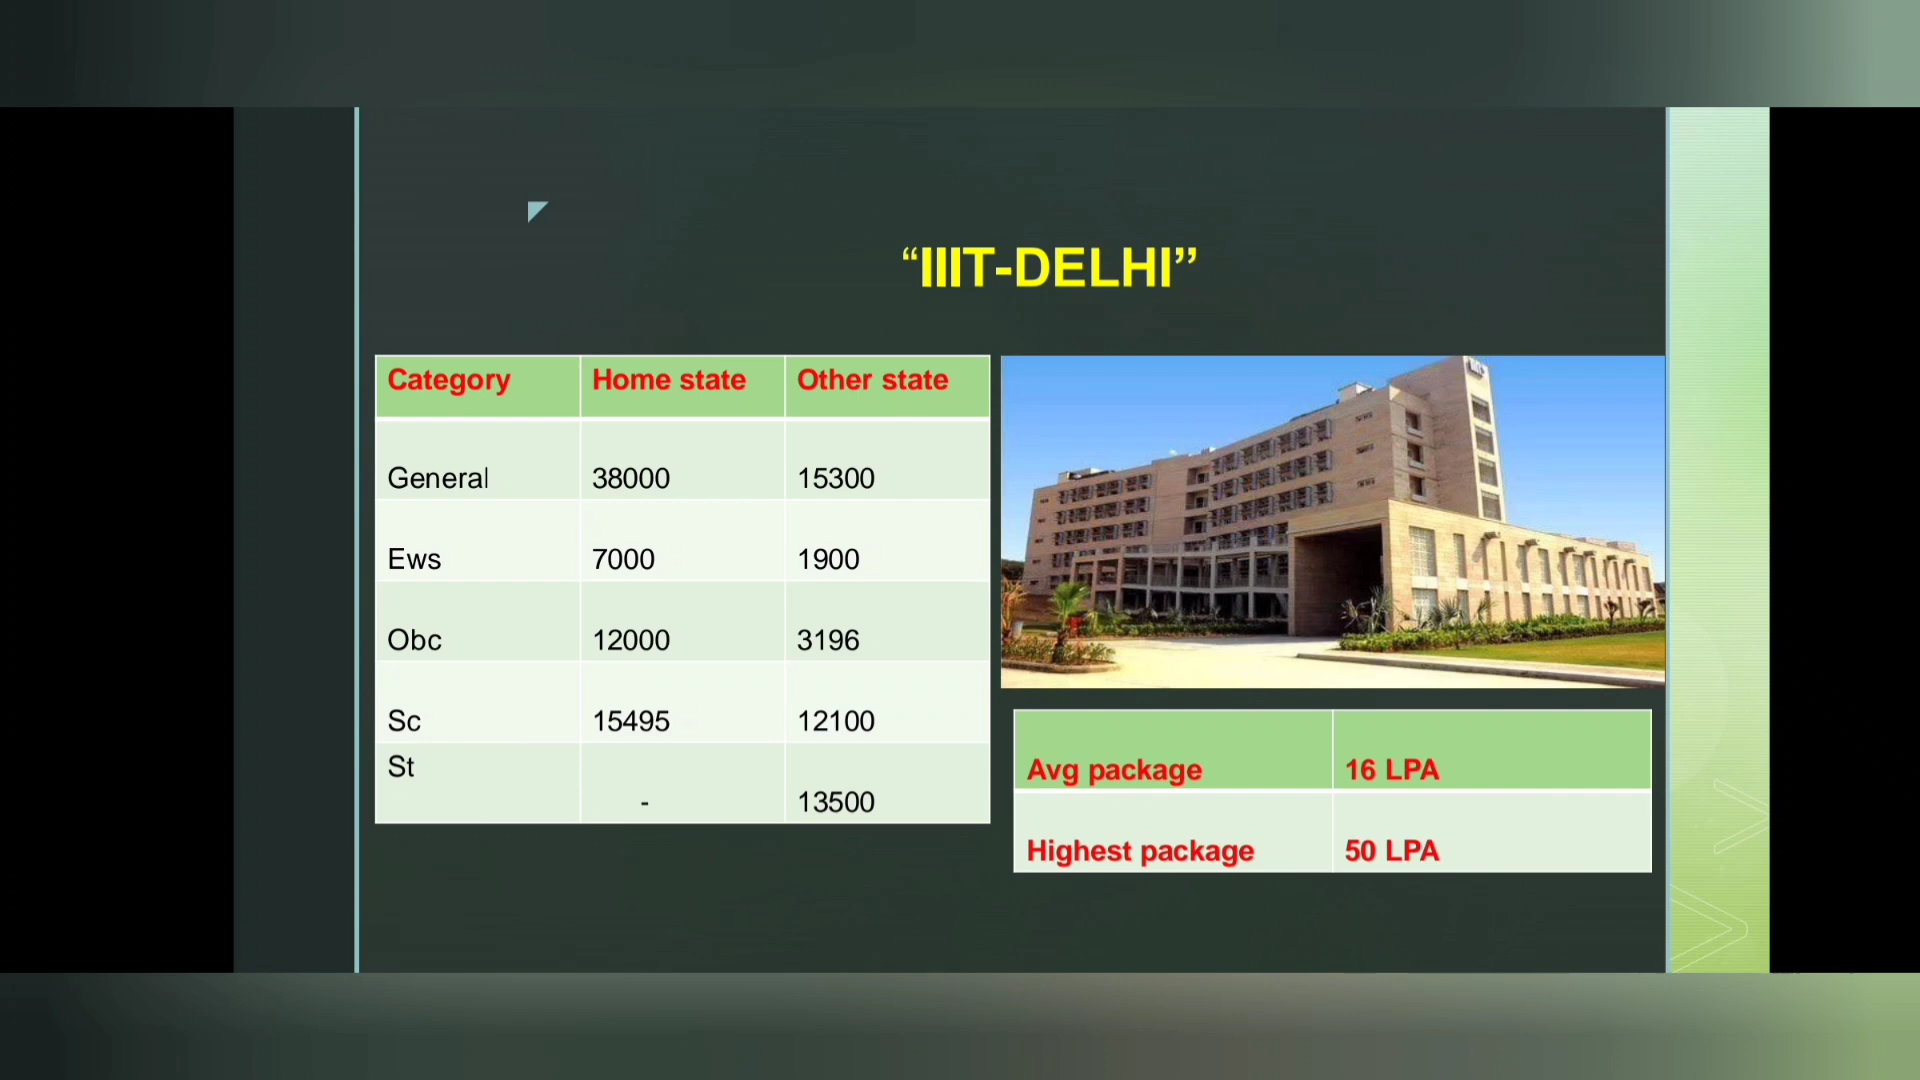 “IIIT-DELHI”
Category Home state Other state
General 38000 15300
Ews 7000 1900
Obc 12000 3196
Sc 15495 12100
St - 13500
Avg package 16 LPA
Highest package 50 LPA